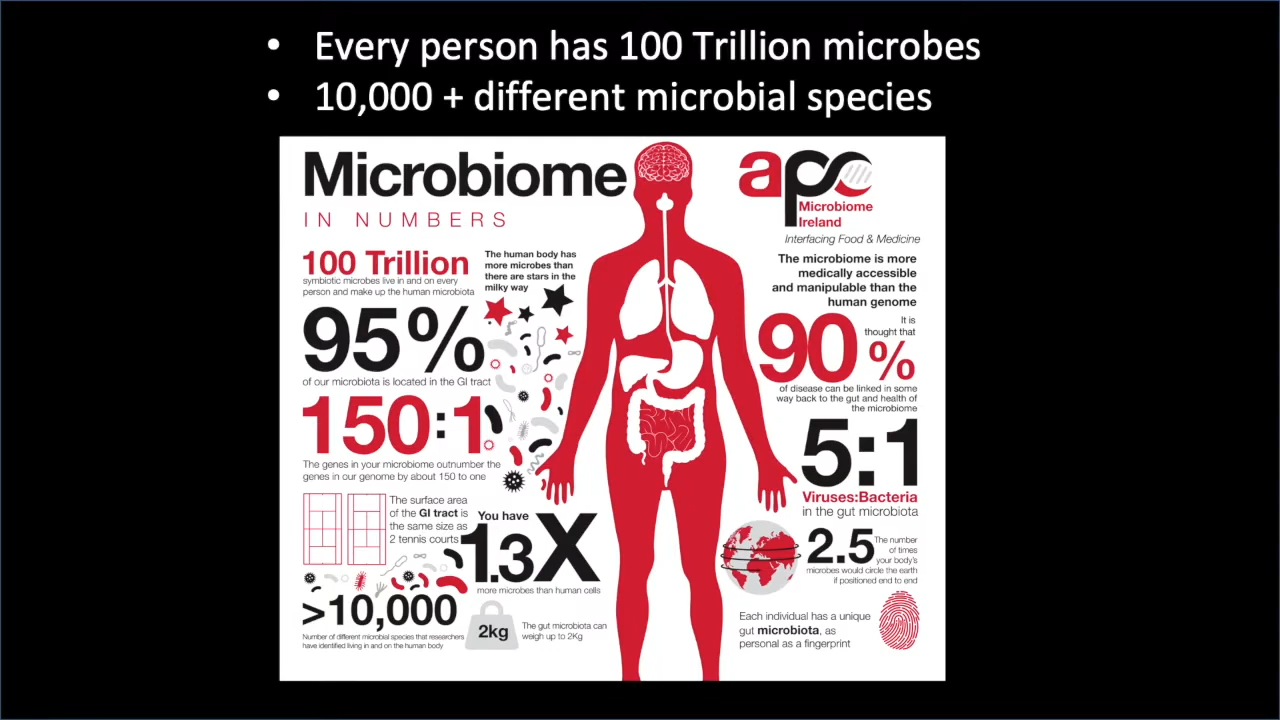 • Every person has 100 Trillion microbes
• 10,000 + different microbial species
Microbiome
IN NUMBERS
100 Trillion
symbiotic microbes live in and on every
person and make up the human microbiota
The human body has
more microbes than
there are stars in the
milky way
95%
of our microbiota is located in the GI tract
150:1
The genes in your microbiome outnumber the
genes in our genome by about 150 to one
The surface area
of the GI tract is
the same size as
2 tennis courts
You have
1.3X
more microbes than human cells
>10,000
Number of different microbial species that researchers
have identified living in and on the human body
2kg
The gut microbiota can
weigh up to 2Kg
apc
Microbiome
Ireland
Interfacing Food & Medicine
The microbiome is more
medically accessible
and manipulable than the
human genome
It is
thought that
90%
of disease can be linked in some
way back to the gut and health of
the microbiome
5:1
Viruses:Bacteria
in the gut microbiota
2.5
The number
of times
your body's
microbes would circle the earth
if positioned end to end
Each individual has a unique
gut microbiota, as
personal as a fingerprint